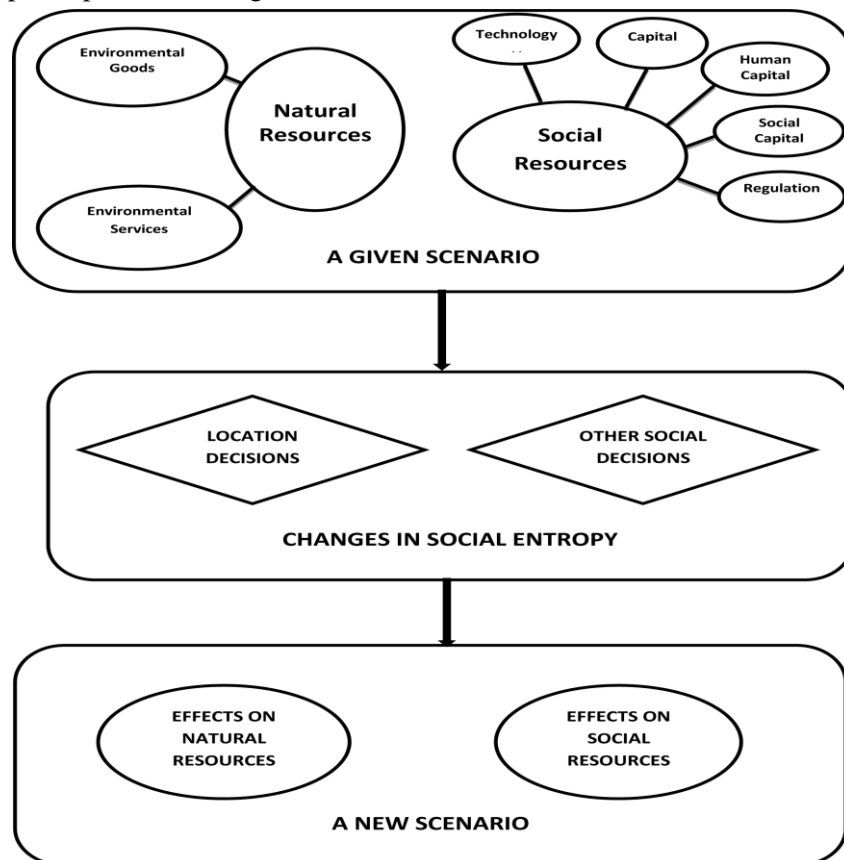 Environmental
Goods
Natural
Resources
Environmental
Services
Technology
Capital
Human
Capital
Social
Capital
Regulation
Social
Resources
A GIVEN SCENARIO
LOCATION
DECISIONS
OTHER SOCIAL
DECISIONS
CHANGES IN SOCIAL ENTROPY
EFFECTS ON
NATURAL
RESOURCES
EFFECTS ON
SOCIAL
RESOURCES
A NEW SCENARIO